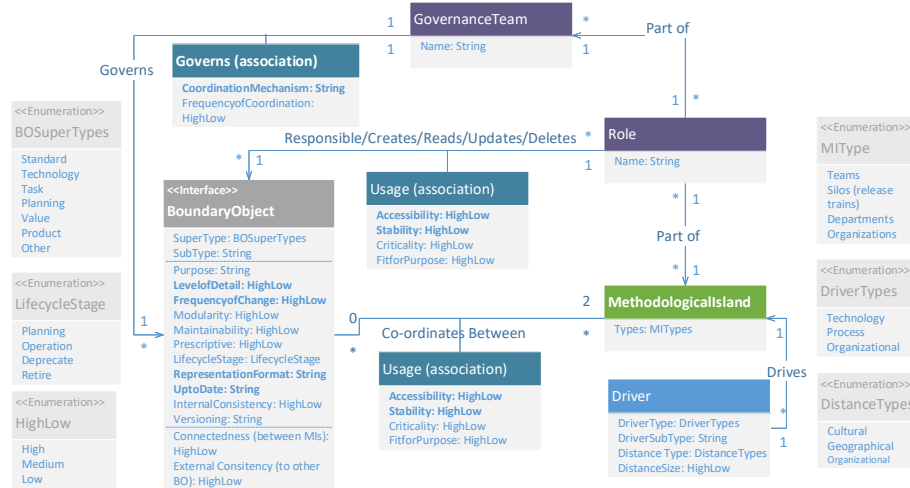 GovernanceTeam
Name: String
1
1
*
1
Part of
1
*
Governs
Governs (association)
CoordinationMechanism: String
FrequencyofCoordination:
HighLow
<<Enumeration>>
BOSuperTypes
Standard
Technology
Task
Planning
Value
Product
Other
Responsible/Creates/Reads/Updates/Deletes
*
1
*
1
Role
Name: String
<<Enumeration>>
MIType
Teams
Silos (release
trains)
Departments
Organizations
<<Interface>>
BoundaryObject
SuperType: BOSuperTypes
SubType: String
Purpose: String
LevelofDetail: HighLow
FrequencyofChange: HighLow
Modularity: HighLow
Maintainability: HighLow
Prescriptive: HighLow
LifecycleStage: LifecycleStage
RepresentationFormat: String
UptoDate: String
InternalConsistency: HighLow
Versioning: String
Connectedness (between MIs):
HighLow
External Consitency (to other
BO): HighLow
Usage (association)
Accessibility: HighLow
Stability: HighLow
Criticality: HighLow
FitforPurpose: HighLow
*
1
Part of
*
1
<<Enumeration>>
LifecycleStage
Planning
Operation
Deprecate
Retire
1
*
0
*
Co-ordinates Between
2
*
MethodologicalIsland
Types: MITypes
<<Enumeration>>
DriverTypes
Technology
Process
Organizational
Usage (association)
Accessibility: HighLow
Stability: HighLow
Criticality: HighLow
FitforPurpose: HighLow
1
Drives
*
1
Driver
DriverType: DriverTypes
DriverSubType: String
Distance Type: DistanceTypes
DistanceSize: HighLow
<<Enumeration>>
HighLow
High
Medium
Low
<<Enumeration>>
DistanceTypes
Cultural
Geographical
Organizational